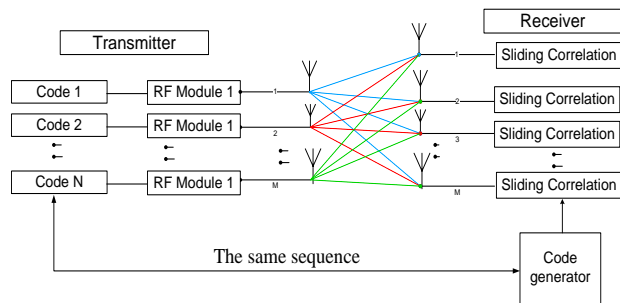 Receiver
Transmitter
Sliding Correlation
1
Code 1
RF Module 1
1
Sliding Correlation
2
Code 2
RF Module 1
2
Sliding Correlation
3
Code N
RF Module 1
M
Sliding Correlation
M
The same sequence
Code
generator